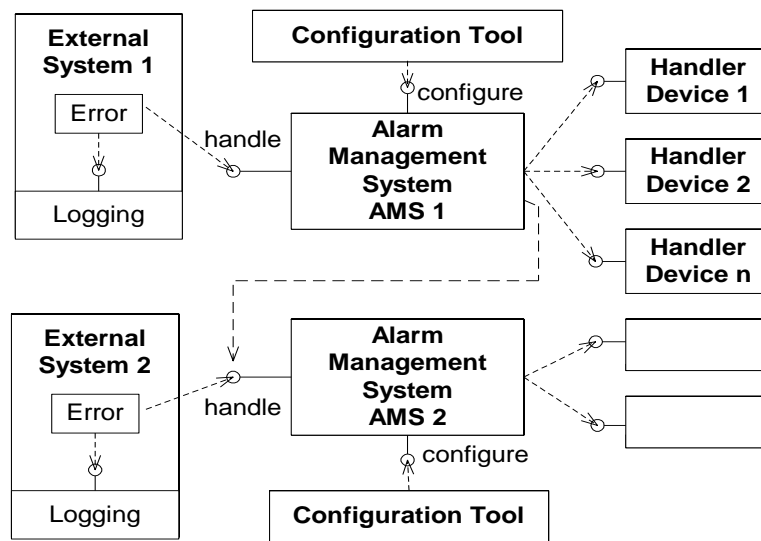 External
System 1
Error
Logging
Configuration Tool
configure
handle
Alarm
Management
System
AMS 1
Handler
Device 1
Handler
Device 2
Handler
Device n
External
System 2
Error
Logging
handle
Alarm
Management
System
AMS 2
configure
Configuration Tool